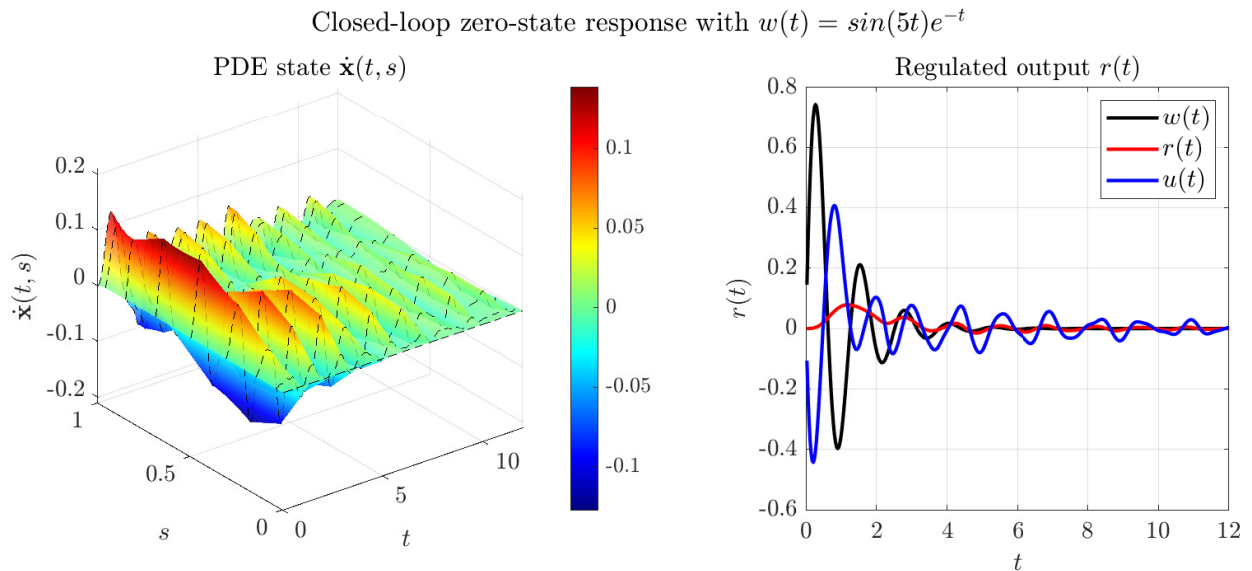 Closed-loop zero-state response with w(t) = sin(5t)e^{-t}
PDE state ẋ(t, s)
0.2
0.1
0
-0.1
-0.2
ẋ(t, s)
1
0.5
0
s
0
5
10
t
0.1
0.05
0
-0.05
-0.1
Regulated output r(t)
0.8
0.6
0.4
0.2
0
-0.2
-0.4
-0.6
r(t)
w(t)
r(t)
u(t)
0 2 4 6 8 10 12
t